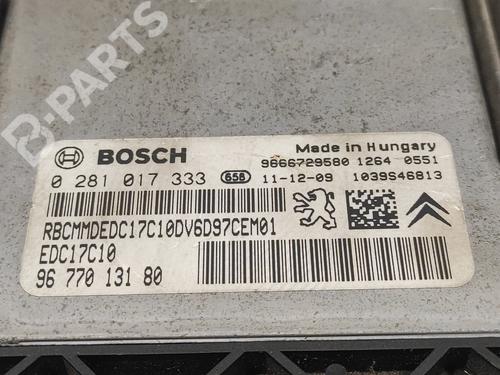 B PARTS
BOSCH
Made in Hungary
9666729580 1264 0551
0 281 017 333 658 11-12-09 1039S46813
RBCMMDEDC17C10DV6D97CEM01
EDC17C10
96 770 131 80